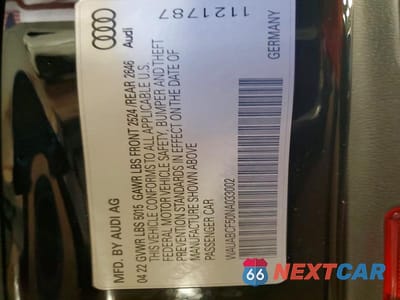 Audi
1121787
MFD. BY AUDI AG
GERMANY
04 22 GVWR LBS 5015 GAWR LBS FRONT 2524 /REAR 2646
THIS VEHICLE CONFORMS TO ALL APPLICABLE U.S.
FEDERAL MOTOR VEHICLE SAFETY, BUMPER AND THEFT
PREVENTION STANDARDS IN EFFECT ON THE DATE OF
MANUFACTURE SHOWN ABOVE
PASSENGER CAR
WAUABCF50NA033002
66 NEXTCAR